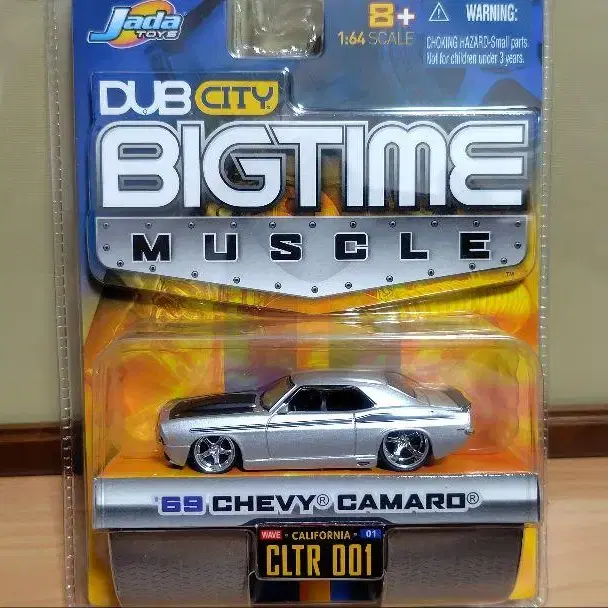 Jada
TOYS
8+
1:64 SCALE
WARNING:
CHOKING HAZARD-Small parts.
Not for children under 3 years.
DUB CITY
BIGTIME
MUSCLE
TM
'69 CHEVY® CAMARO®
WAVE - CALIFORNIA - 01
CLTR 001